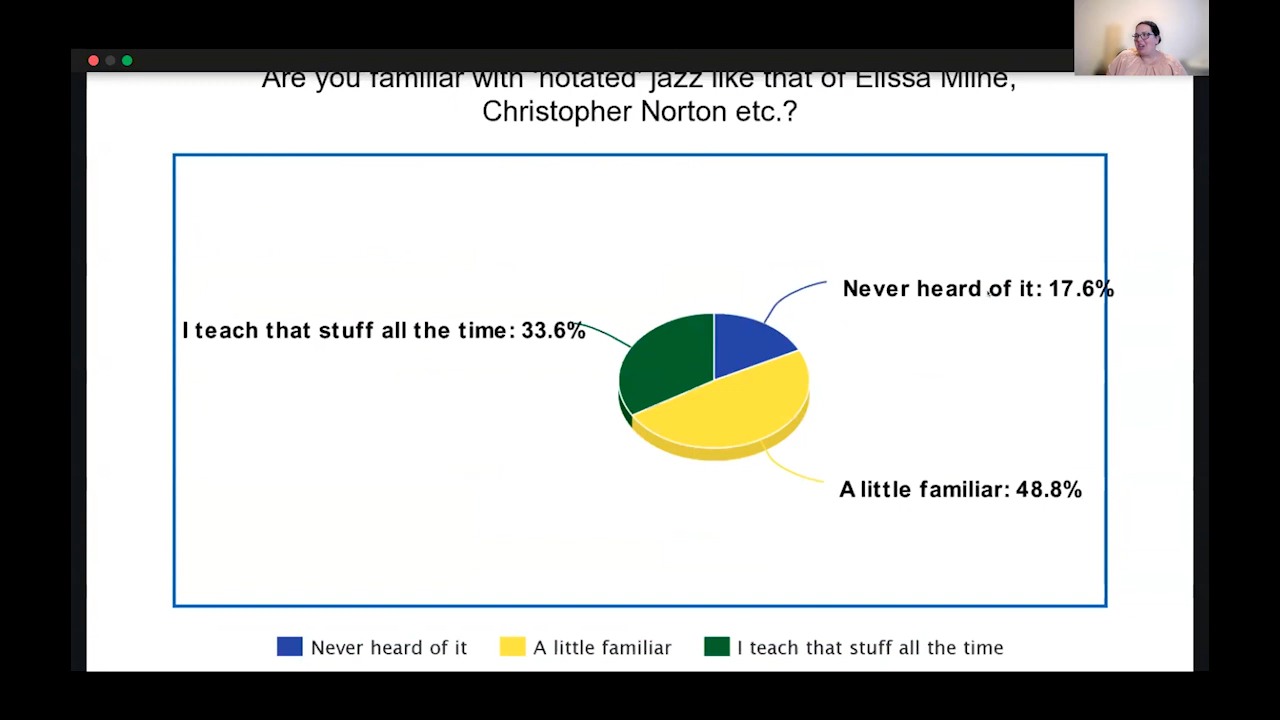 Are you familiar with 'notated' jazz like that of Elissa Milne,
Christopher Norton etc.?
Never heard of it: 17.6%
I teach that stuff all the time: 33.6%
A little familiar: 48.8%
Never heard of it
A little familiar
I teach that stuff all the time